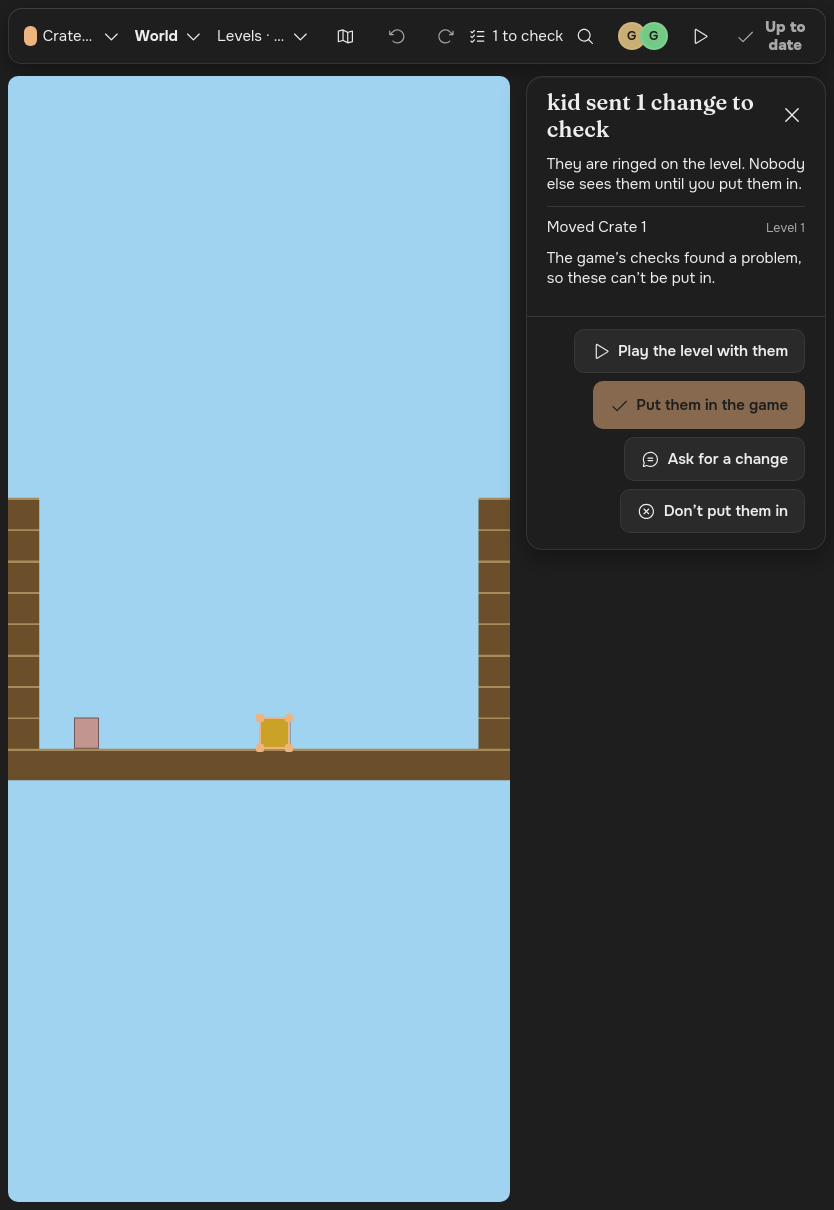 Crate...
World
Levels · ...
1 to check
G
G
Up to
date
kid sent 1 change to
check
They are ringed on the level. Nobody
else sees them until you put them in.
Moved Crate 1
Level 1
The game’s checks found a problem,
so these can’t be put in.
Play the level with them
Put them in the game
Ask for a change
Don’t put them in